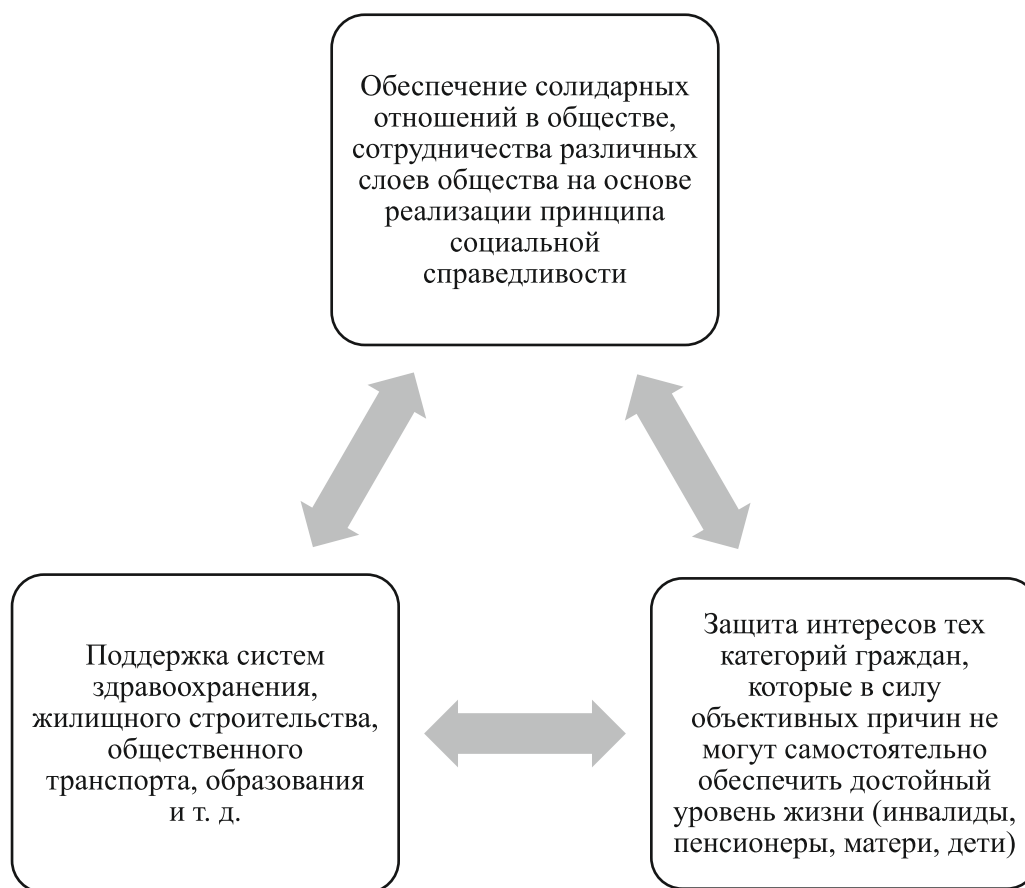 Обеспечение солидарных
отношений в обществе,
сотрудничества различных
слоев общества на основе
реализации принципа
социальной
справедливости
Поддержка систем
здравоохранения,
жилищного строительства,
общественного
транспорта, образования
и т. д.
Защита интересов тех
категорий граждан,
которые в силу
объективных причин не
могут самостоятельно
обеспечить достойный
уровень жизни (инвалиды,
пенсионеры, матери, дети)